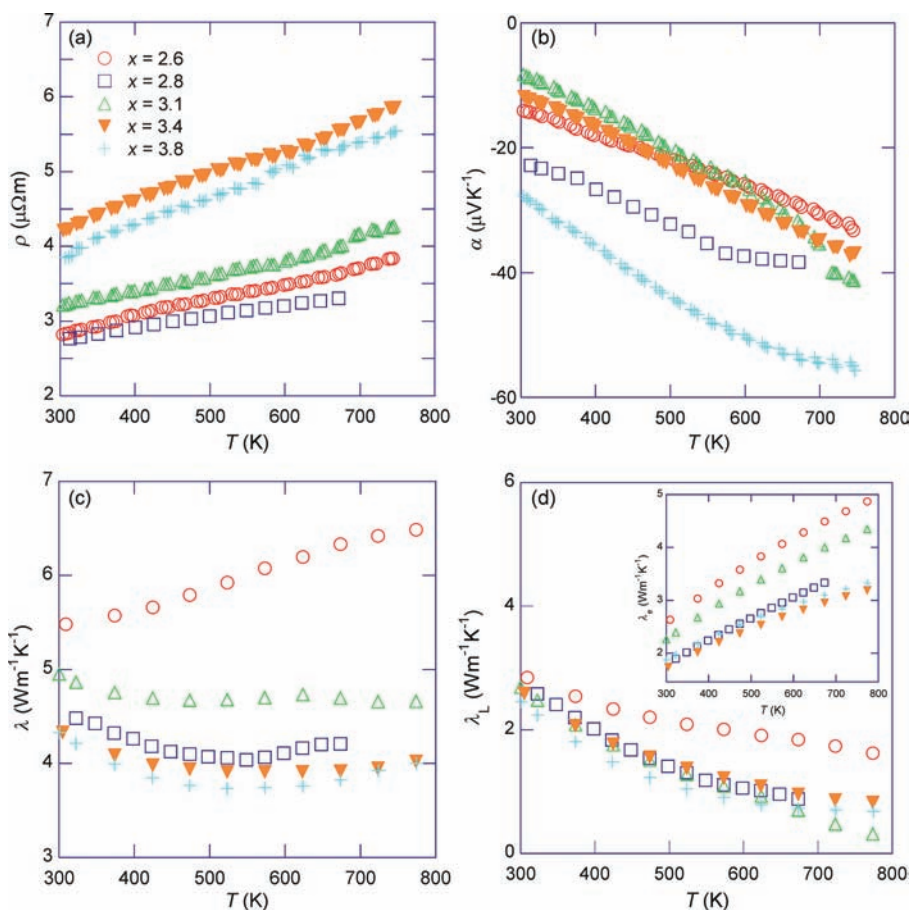 (a)
x = 2.6
x = 2.8
x = 3.1
x = 3.4
x = 3.8
7
6
5
4
3
2
ρ (μΩm)
300 400 500 600 700 800
T (K)
(b)
-0
-20
-40
-60
α (μVK⁻¹)
300 400 500 600 700 800
T (K)
(c)
7
6
5
4
3
λ (Wm⁻¹K⁻¹)
300 400 500 600 700 800
T (K)
(d)
6
4
2
0
λL (Wm⁻¹K⁻¹)
300 400 500 600 700 800
T (K)
5
4
3
2
λe (Wm⁻¹K⁻¹)
300 400 500 600 700 800
T (K)